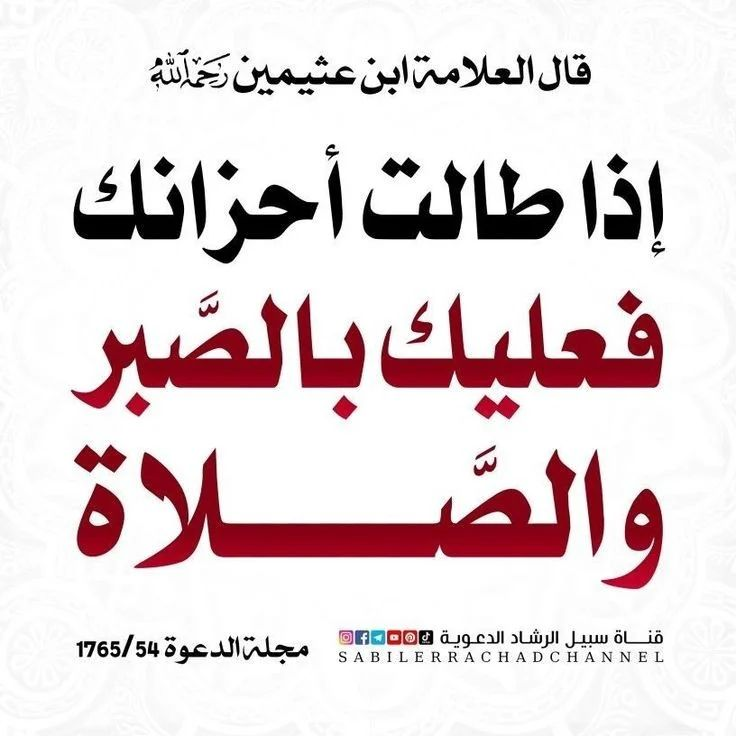 قال العلامة ابن عثيمين رحمه الله
إذا طالت أحزانك
فعليك بالصَّبر
والصَّلاة
قناة سبيل الرشاد الدعوية
SABILERRACHADCHANNEL
مجلة الدعوة 1765/54